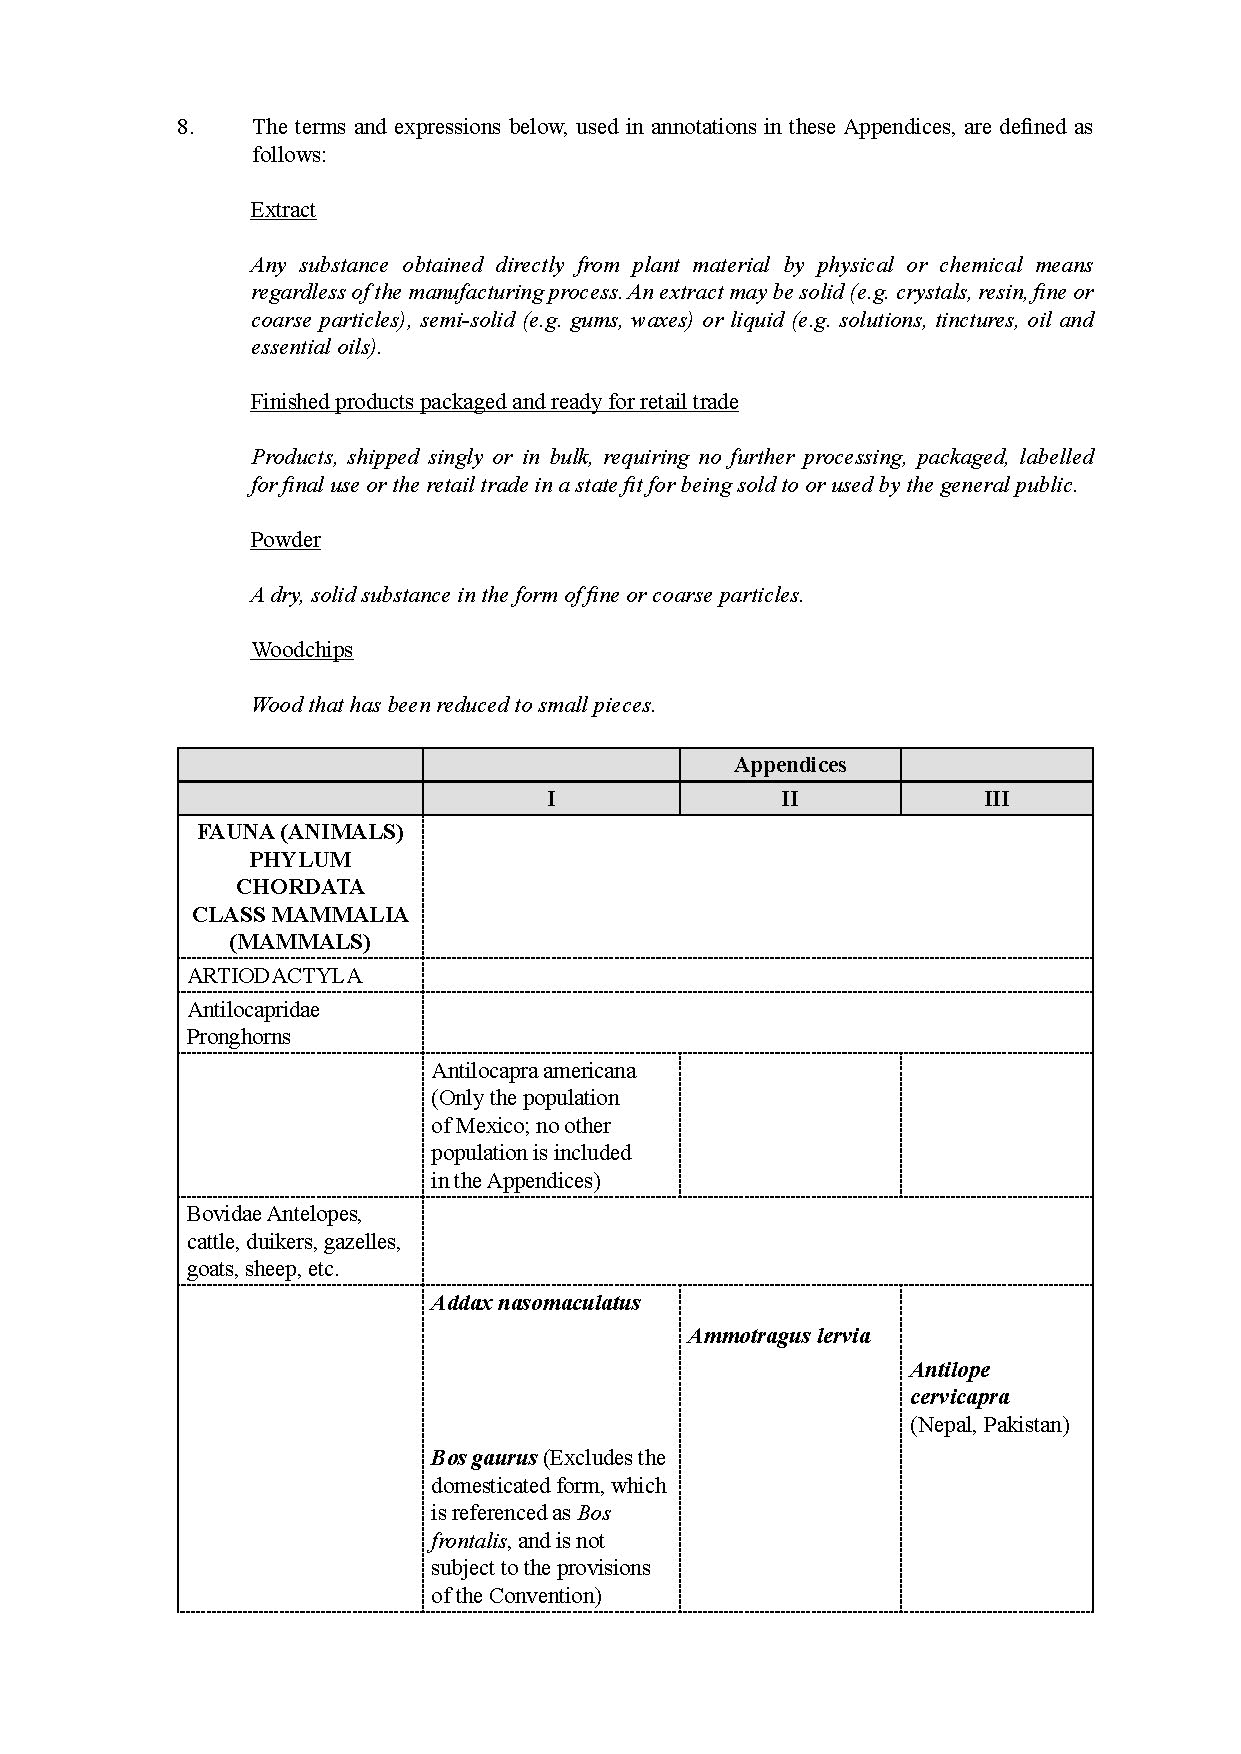 8. The terms and expressions below, used in annotations in these Appendices, are defined as
follows:
Extract
Any substance obtained directly from plant material by physical or chemical means
regardless of the manufacturing process. An extract may be solid (e.g. crystals, resin, fine or
coarse particles), semi-solid (e.g. gums, waxes) or liquid (e.g. solutions, tinctures, oil and
essential oils).
Finished products packaged and ready for retail trade
Products, shipped singly or in bulk, requiring no further processing, packaged, labelled
for final use or the retail trade in a state fit for being sold to or used by the general public.
Powder
A dry, solid substance in the form of fine or coarse particles.
Woodchips
Wood that has been reduced to small pieces.
Appendices
I II III
FAUNA (ANIMALS)
PHYLUM
CHORDATA
CLASS MAMMALIA
(MAMMALS)
ARTIODACTYLA
Antilocapridae
Pronghorns
Antilocapra americana
(Only the population
of Mexico; no other
population is included
in the Appendices)
Bovidae Antelopes,
cattle, duikers, gazelles,
goats, sheep, etc.
Addax nasomaculatus
Ammotragus lervia
Antilope
cervicapra
(Nepal, Pakistan)
Bos gaurus (Excludes the
domesticated form, which
is referenced as Bos
frontalis, and is not
subject to the provisions
of the Convention)